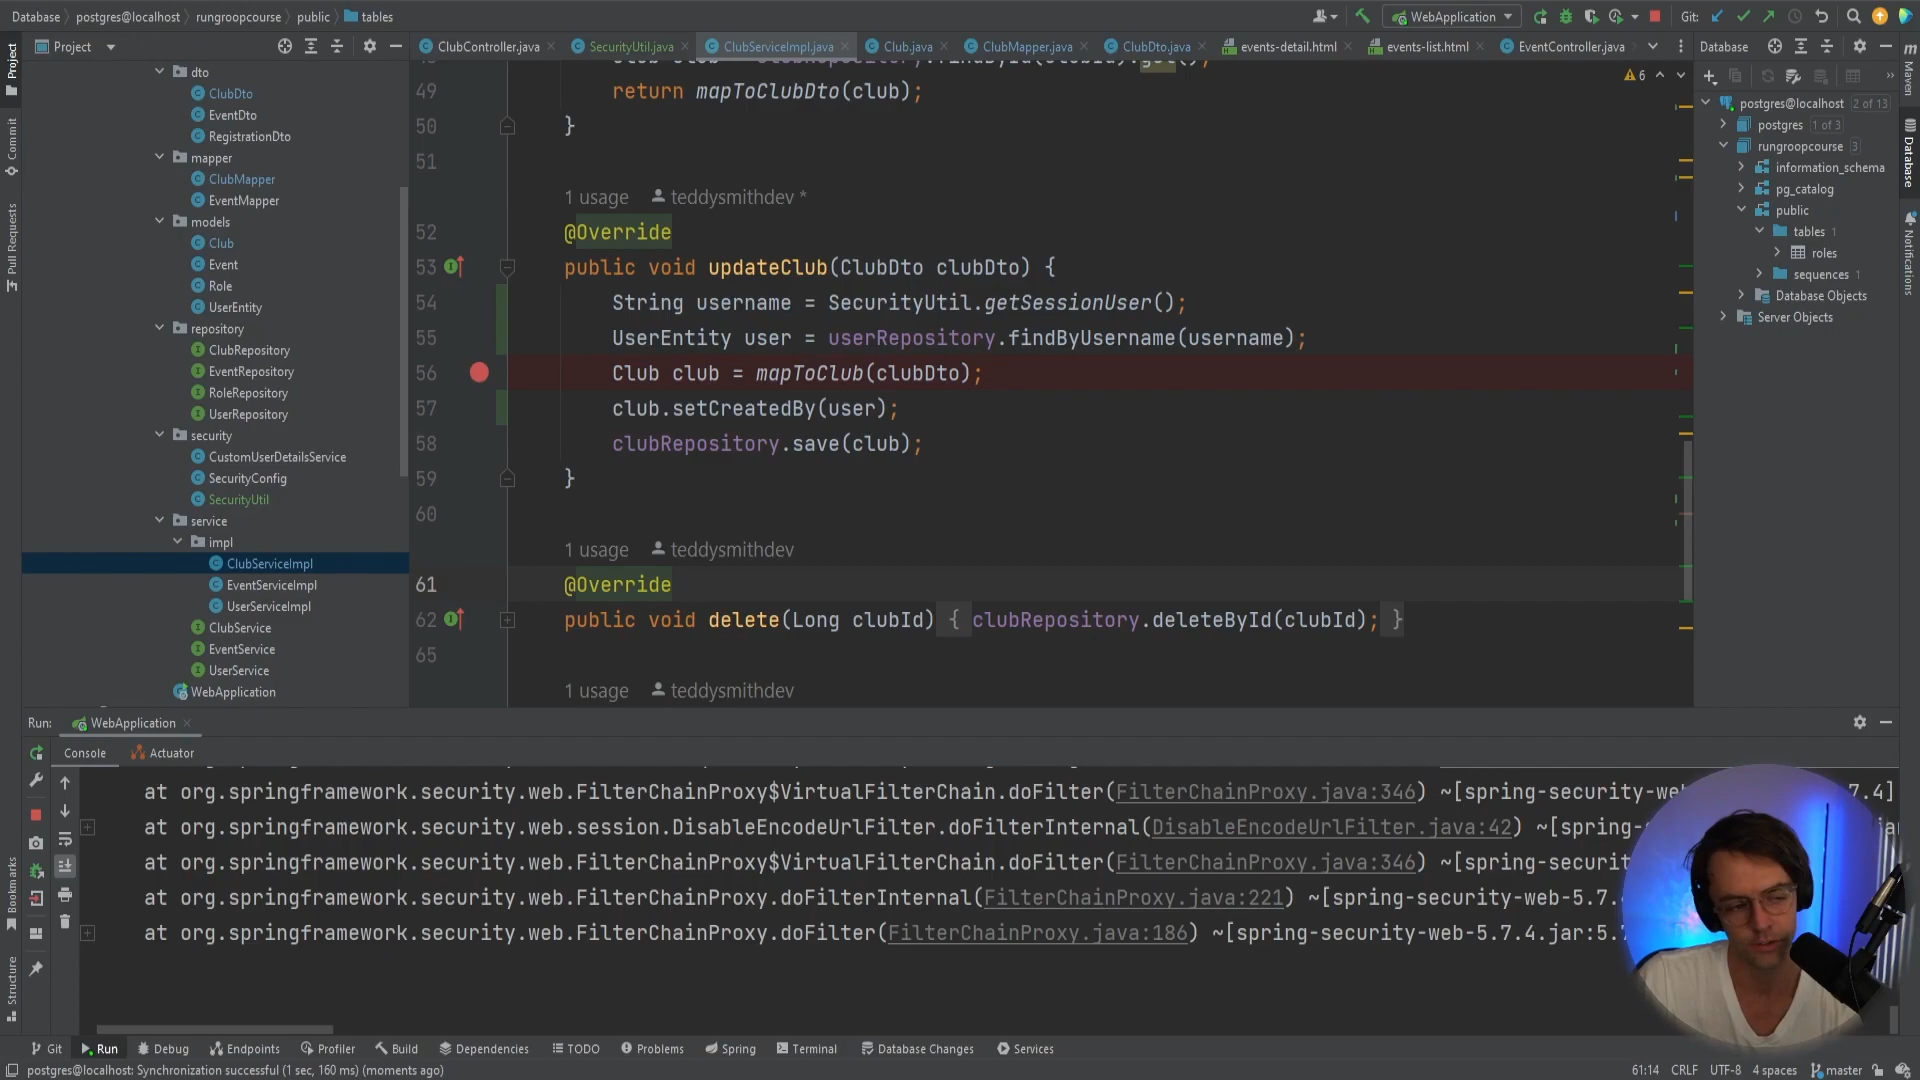 Database postgres@localhost rungroopcourse public tables
WebApplication
Git:
Project
ClubController.java SecurityUtil.java ClubServiceImpl.java Club.java ClubMapper.java ClubDto.java events-detail.html events-list.html EventController.java
Database
dto
ClubDto
EventDto
RegistrationDto
mapper
ClubMapper
EventMapper
models
Club
Event
Role
UserEntity
repository
ClubRepository
EventRepository
RoleRepository
UserRepository
security
CustomUserDetailsService
SecurityConfig
SecurityUtil
service
impl
ClubServiceImpl
EventServiceImpl
UserServiceImpl
ClubService
EventService
UserService
WebApplication
6
49 return mapToClubDto(club);
50 }
51
1 usage teddysmithdev *
52 @Override
53 public void updateClub(ClubDto clubDto) {
54 String username = SecurityUtil.getSessionUser();
55 UserEntity user = userRepository.findByUsername(username);
56 Club club = mapToClub(clubDto);
57 club.setCreatedBy(user);
58 clubRepository.save(club);
59 }
60
1 usage teddysmithdev
61 @Override
62 public void delete(Long clubId) { clubRepository.deleteById(clubId); }
65
1 usage teddysmithdev
postgres@localhost 2 of 13
postgres 1 of 3
rungroopcourse 3
information_schema
pg_catalog
public
tables 1
roles
sequences 1
Database Objects
Server Objects
Project
Commit
Pull Requests
Bookmarks
Structure
Maven
Database
Notifications
Run: WebApplication
Console Actuator
at org.springframework.security.web.FilterChainProxy$VirtualFilterChain.doFilter(FilterChainProxy.java:346) ~[spring-security-we 7.4]
at org.springframework.security.web.session.DisableEncodeUrlFilter.doFilterInternal(DisableEncodeUrlFilter.java:42) ~[spring-s
at org.springframework.security.web.FilterChainProxy$VirtualFilterChain.doFilter(FilterChainProxy.java:346) ~[spring-securit
at org.springframework.security.web.FilterChainProxy.doFilterInternal(FilterChainProxy.java:221) ~[spring-security-web-5.7.
at org.springframework.security.web.FilterChainProxy.doFilter(FilterChainProxy.java:186) ~[spring-security-web-5.7.4.jar:5.7
Git Run Debug Endpoints Profiler Build Dependencies TODO Problems Spring Terminal Database Changes Services
postgres@localhost: Synchronization successful (1 sec, 160 ms) (moments ago)
61:14 CRLF UTF-8 4 spaces master